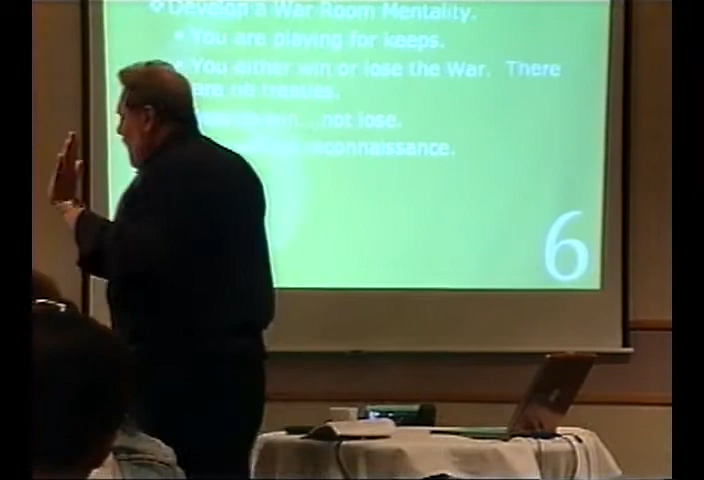 ❖ Develop a War Room Mentality.
• You are playing for keeps.
• You either win or lose the War. There
are no treaties.
win....not lose.
reconnaissance.
6